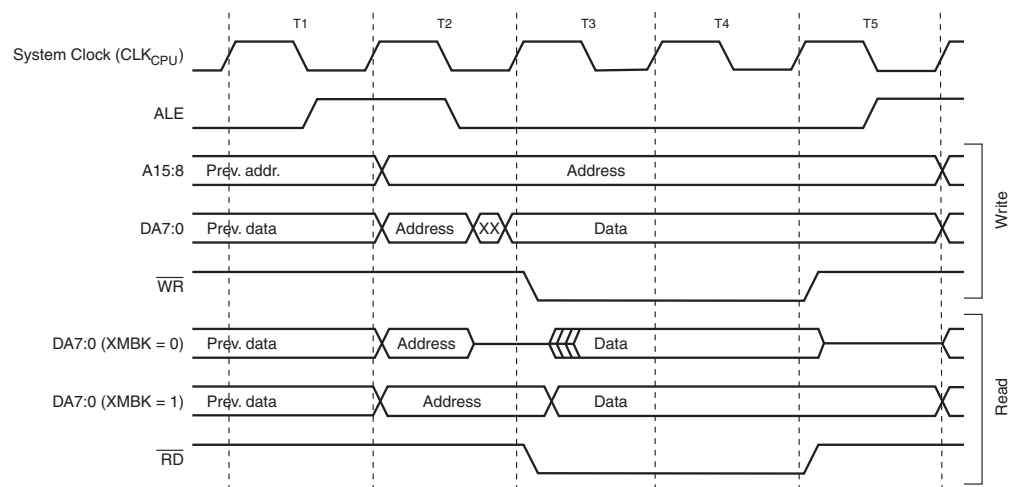 T1 T2 T3 T4 T5
System Clock (CLKCPU)
ALE
A15:8 Prev. addr. Address
DA7:0 Prev. data Address XX Data
WR
Write
DA7:0 (XMBK = 0) Prev. data Address Data
DA7:0 (XMBK = 1) Prev. data Address Data
RD
Read